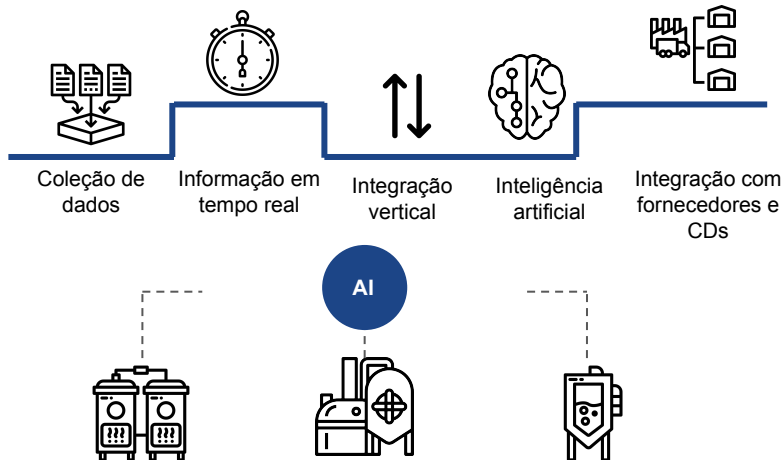 Coleção de
dados
Informação em
tempo real
Integração
vertical
Inteligência
artificial
Integração com
fornecedores e
CDs
AI